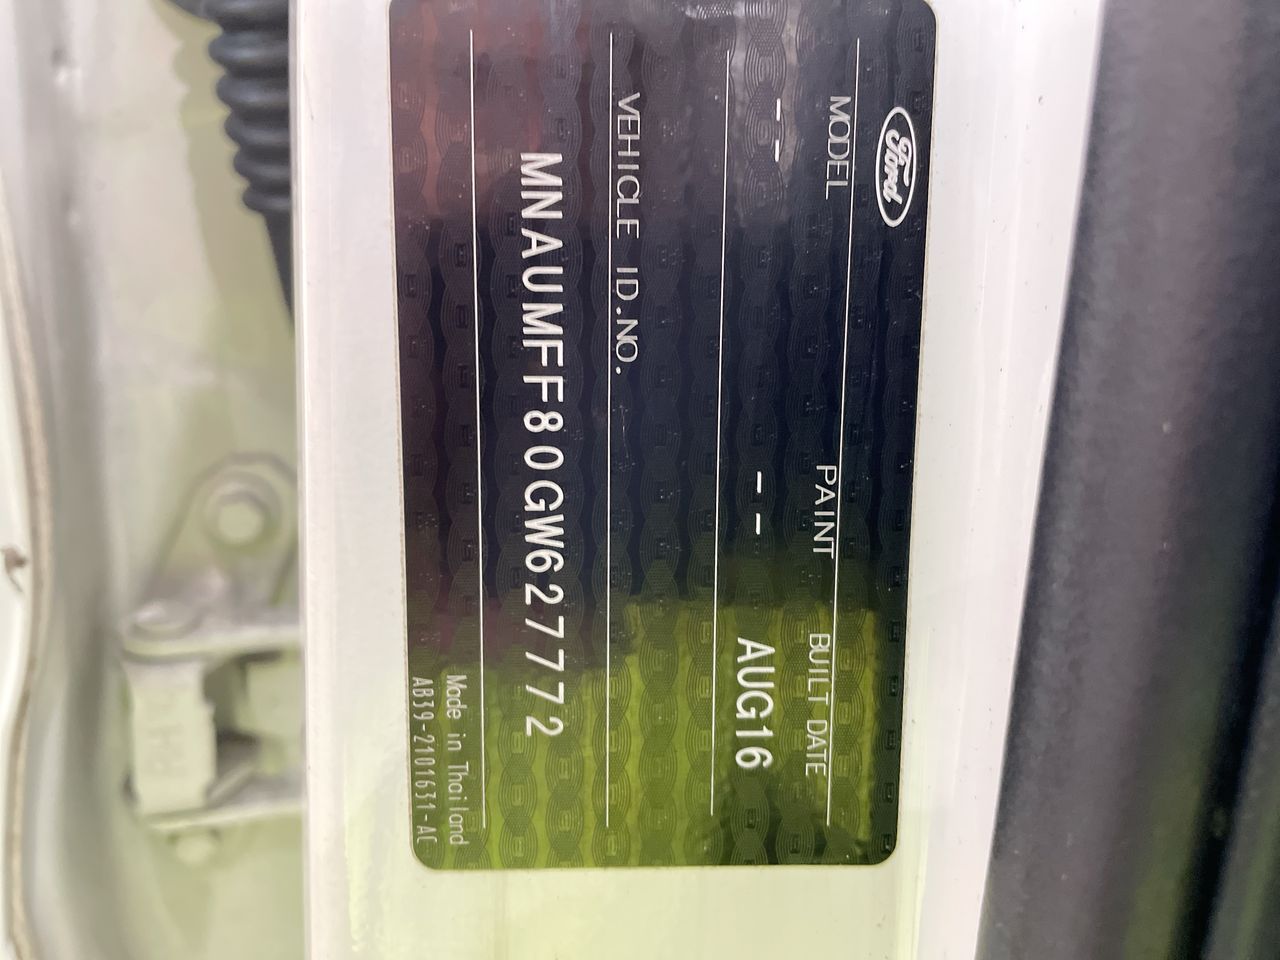 Ford
MODEL PAINT BUILT DATE
-- -- AUG16
VEHICLE ID.NO.
MNAUMFF80GW627772
Made in Thailand
AB39-2101631-AC